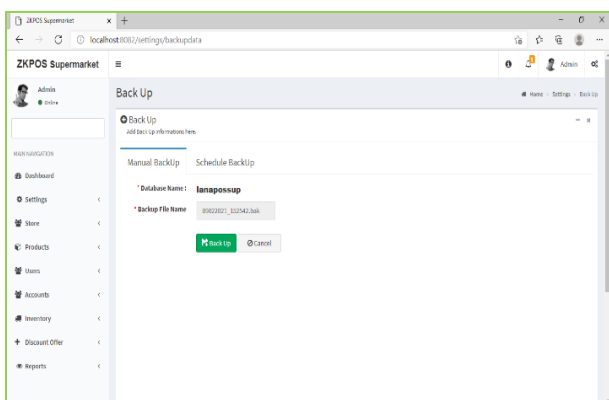 ZKPOS Supermarket
localhost:8082/settings/backupdata
ZKPOS Supermarket
Admin
Admin
Online
Back Up
Home - Settings - Back Up
Back Up
Add Back Up Informations here.
MAIN NAVIGATION
Dashboard
Settings
Store
Products
Users
Accounts
Inventory
Discount Offer
Reports
Manual BackUp Schedule BackUp
* Database Name : lanapossup
* Backup File Name
Back Up Cancel